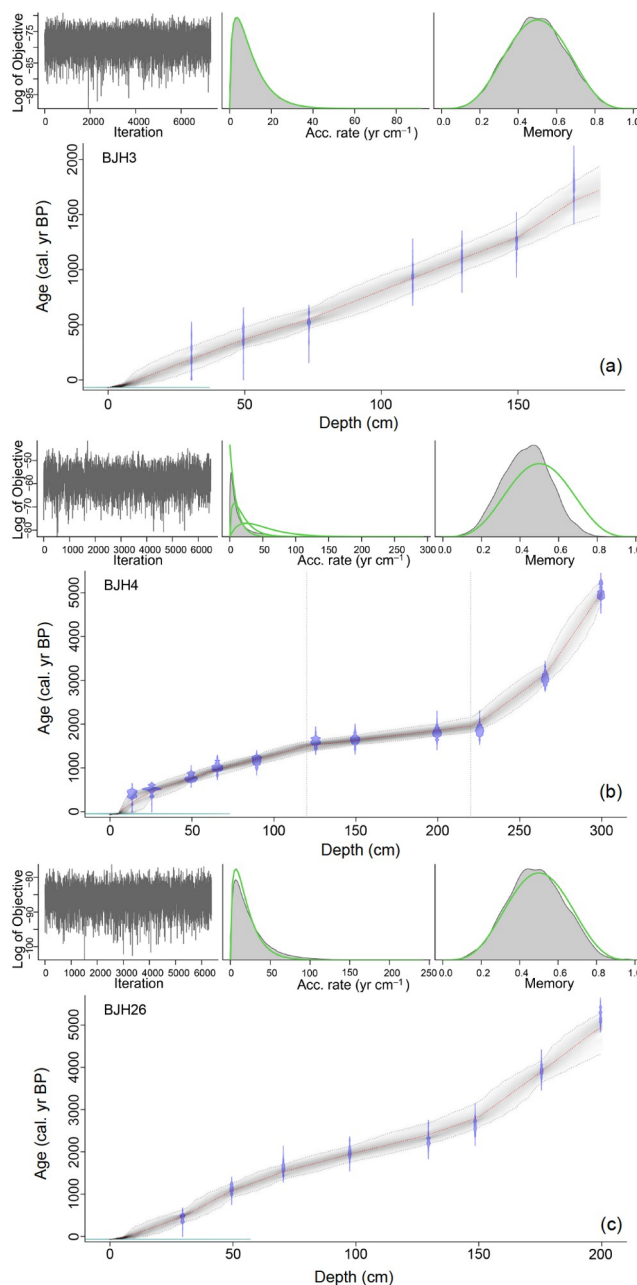 Log of Objective
-95 -85 -75
0 2000 4000 6000
Iteration
0 20 40 60 80
Acc. rate (yr cm⁻¹)
0.0 0.2 0.4 0.6 0.8 1.0
Memory
BJH3
Age (cal. yr BP)
0 500 1000 1500 2000
0 50 100 150
Depth (cm)
(a)
Log of Objective
-80 -70 -60 -50
0 1000 2000 3000 4000 5000 6000
Iteration
0 50 100 150 200 250 300
Acc. rate (yr cm⁻¹)
0.0 0.2 0.4 0.6 0.8 1.0
Memory
BJH4
Age (cal. yr BP)
0 1000 2000 3000 4000 5000
0 50 100 150 200 250 300
Depth (cm)
(b)
Log of Objective
-100 -90 -80
0 1000 2000 3000 4000 5000 6000
Iteration
0 50 100 150 200 250
Acc. rate (yr cm⁻¹)
0.0 0.2 0.4 0.6 0.8 1.0
Memory
BJH26
Age (cal. yr BP)
0 1000 2000 3000 4000 5000
0 50 100 150 200
Depth (cm)
(c)